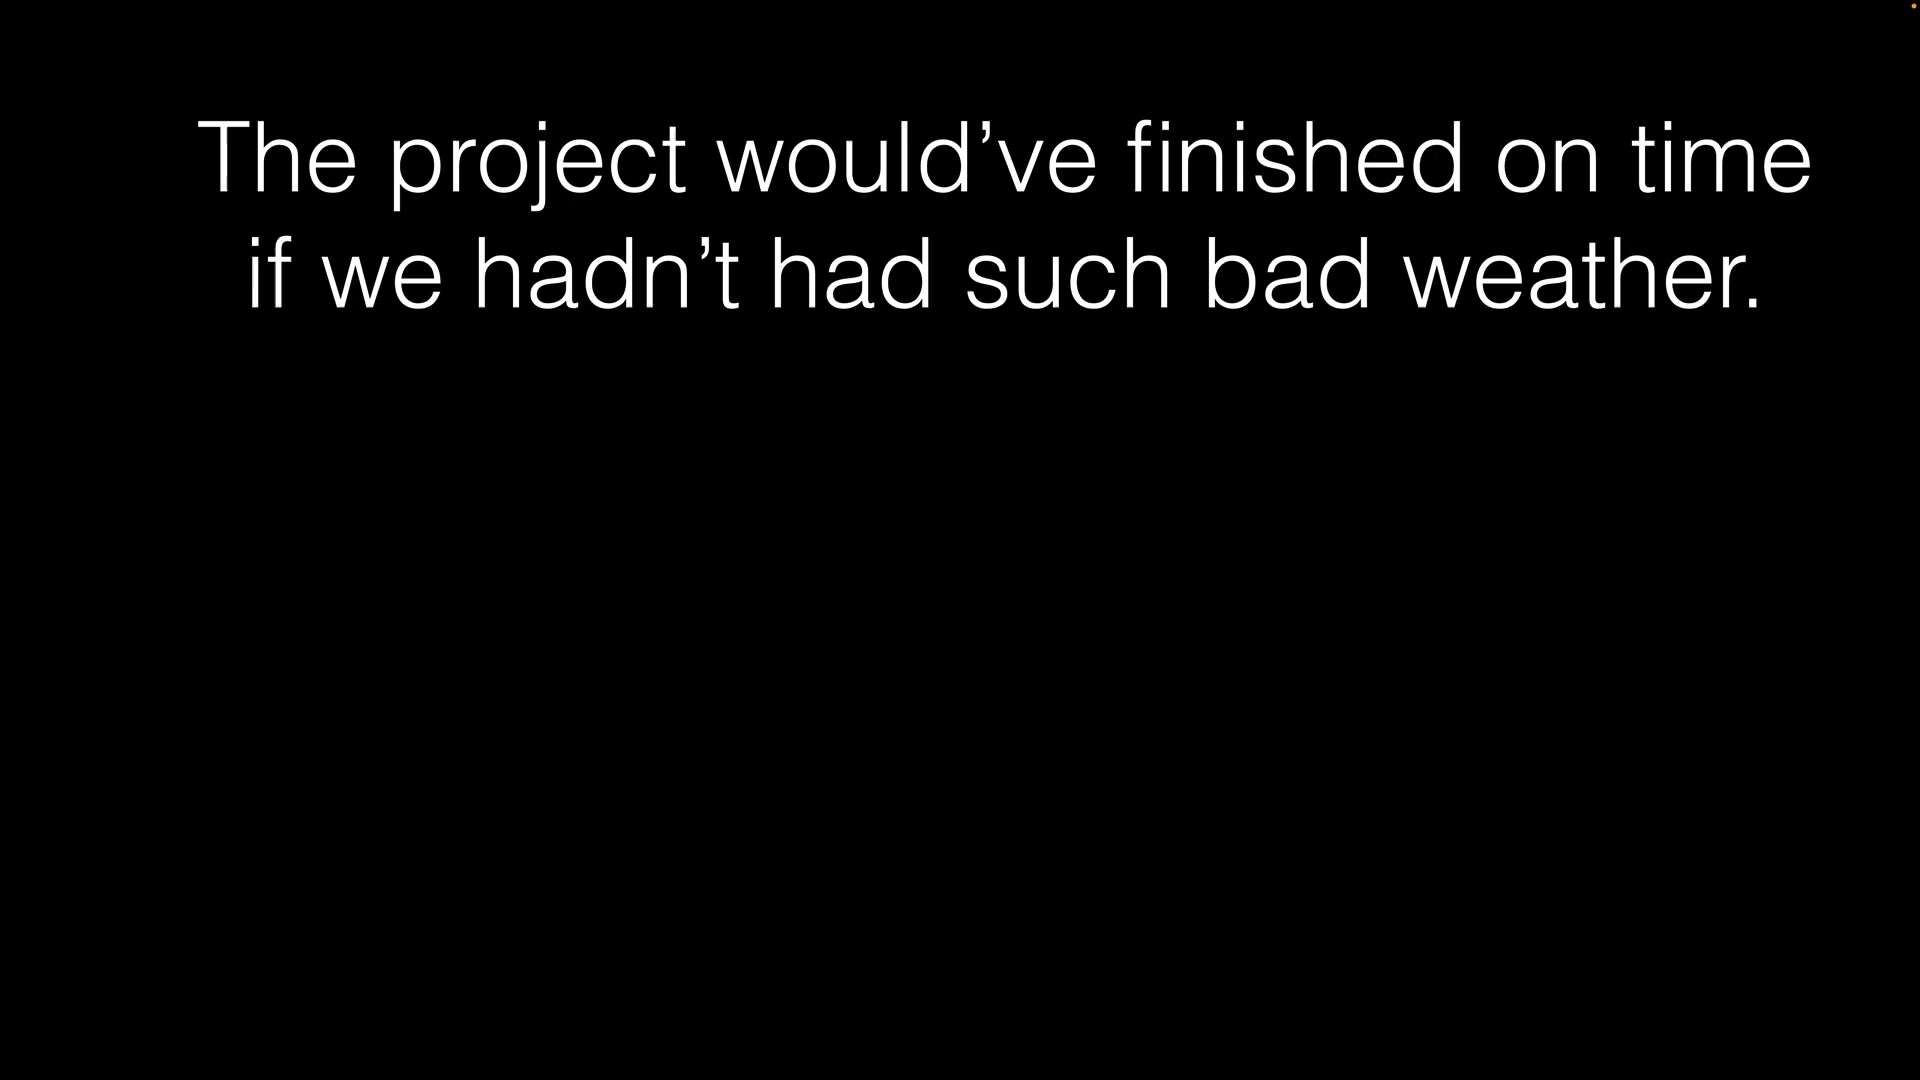 The project would’ve finished on time
if we hadn’t had such bad weather.